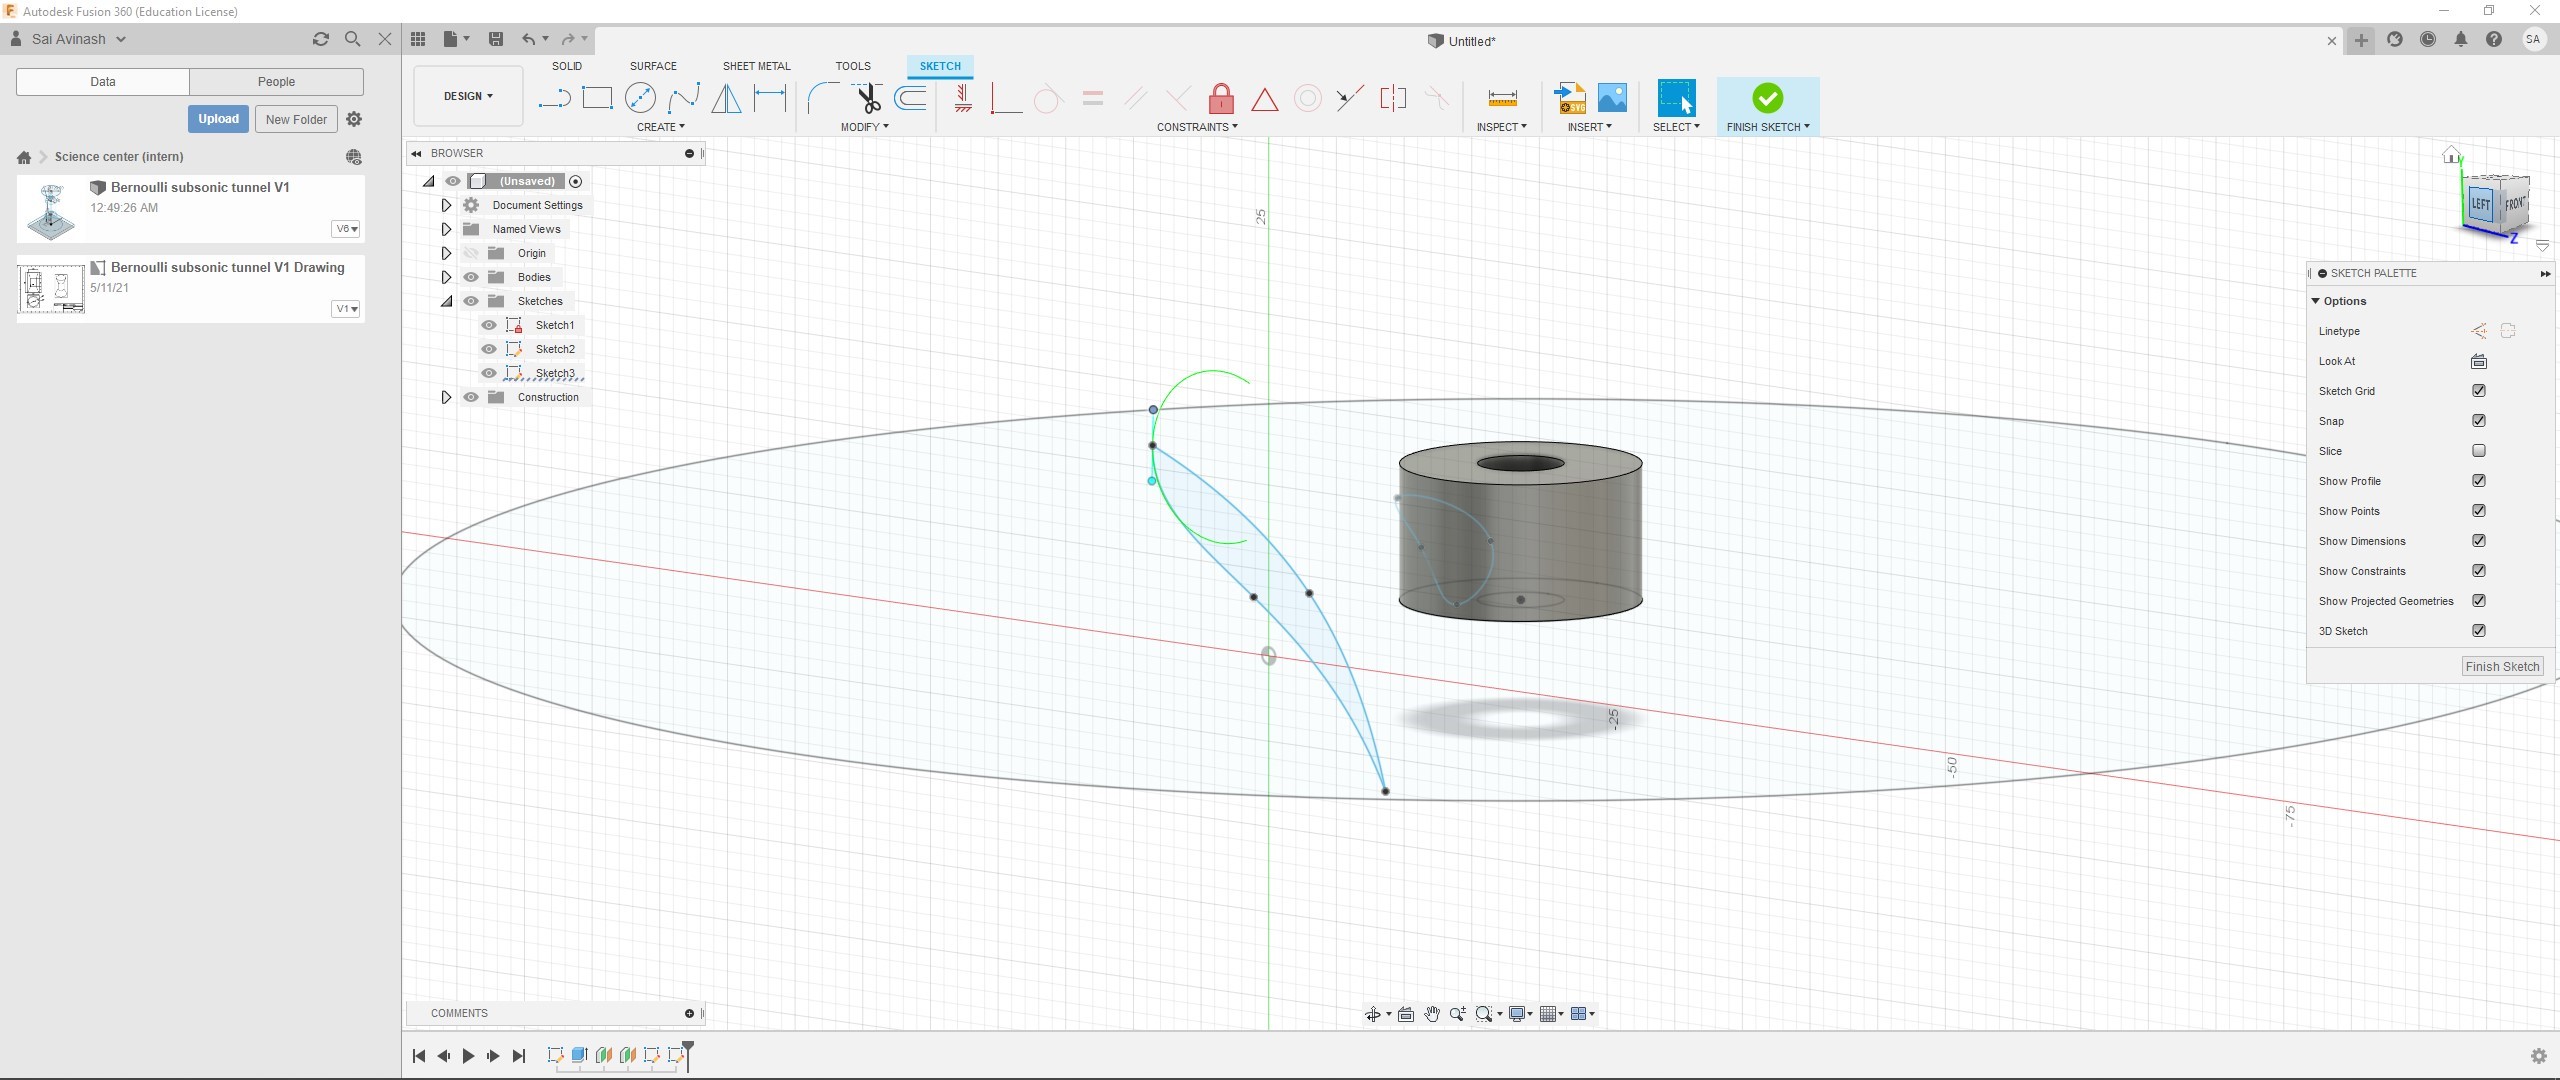 Autodesk Fusion 360 (Education License)
Sai Avinash
Untitled*
SA
Data
People
Upload
New Folder
Science center (intern)
Bernoulli subsonic tunnel V1
12:49:26 AM
V6
Bernoulli subsonic tunnel V1 Drawing
5/11/21
V1
SOLID
SURFACE
SHEET METAL
TOOLS
SKETCH
DESIGN
CREATE
MODIFY
CONSTRAINTS
INSPECT
INSERT
SELECT
FINISH SKETCH
SVG
BROWSER
(Unsaved)
Document Settings
Named Views
Origin
Bodies
Sketches
Sketch1
Sketch2
Sketch3
Construction
25
-25
-50
-75
Y
LEFT
FRONT
Z
SKETCH PALETTE
Options
Linetype
Look At
Sketch Grid
Snap
Slice
Show Profile
Show Points
Show Dimensions
Show Constraints
Show Projected Geometries
3D Sketch
Finish Sketch
COMMENTS